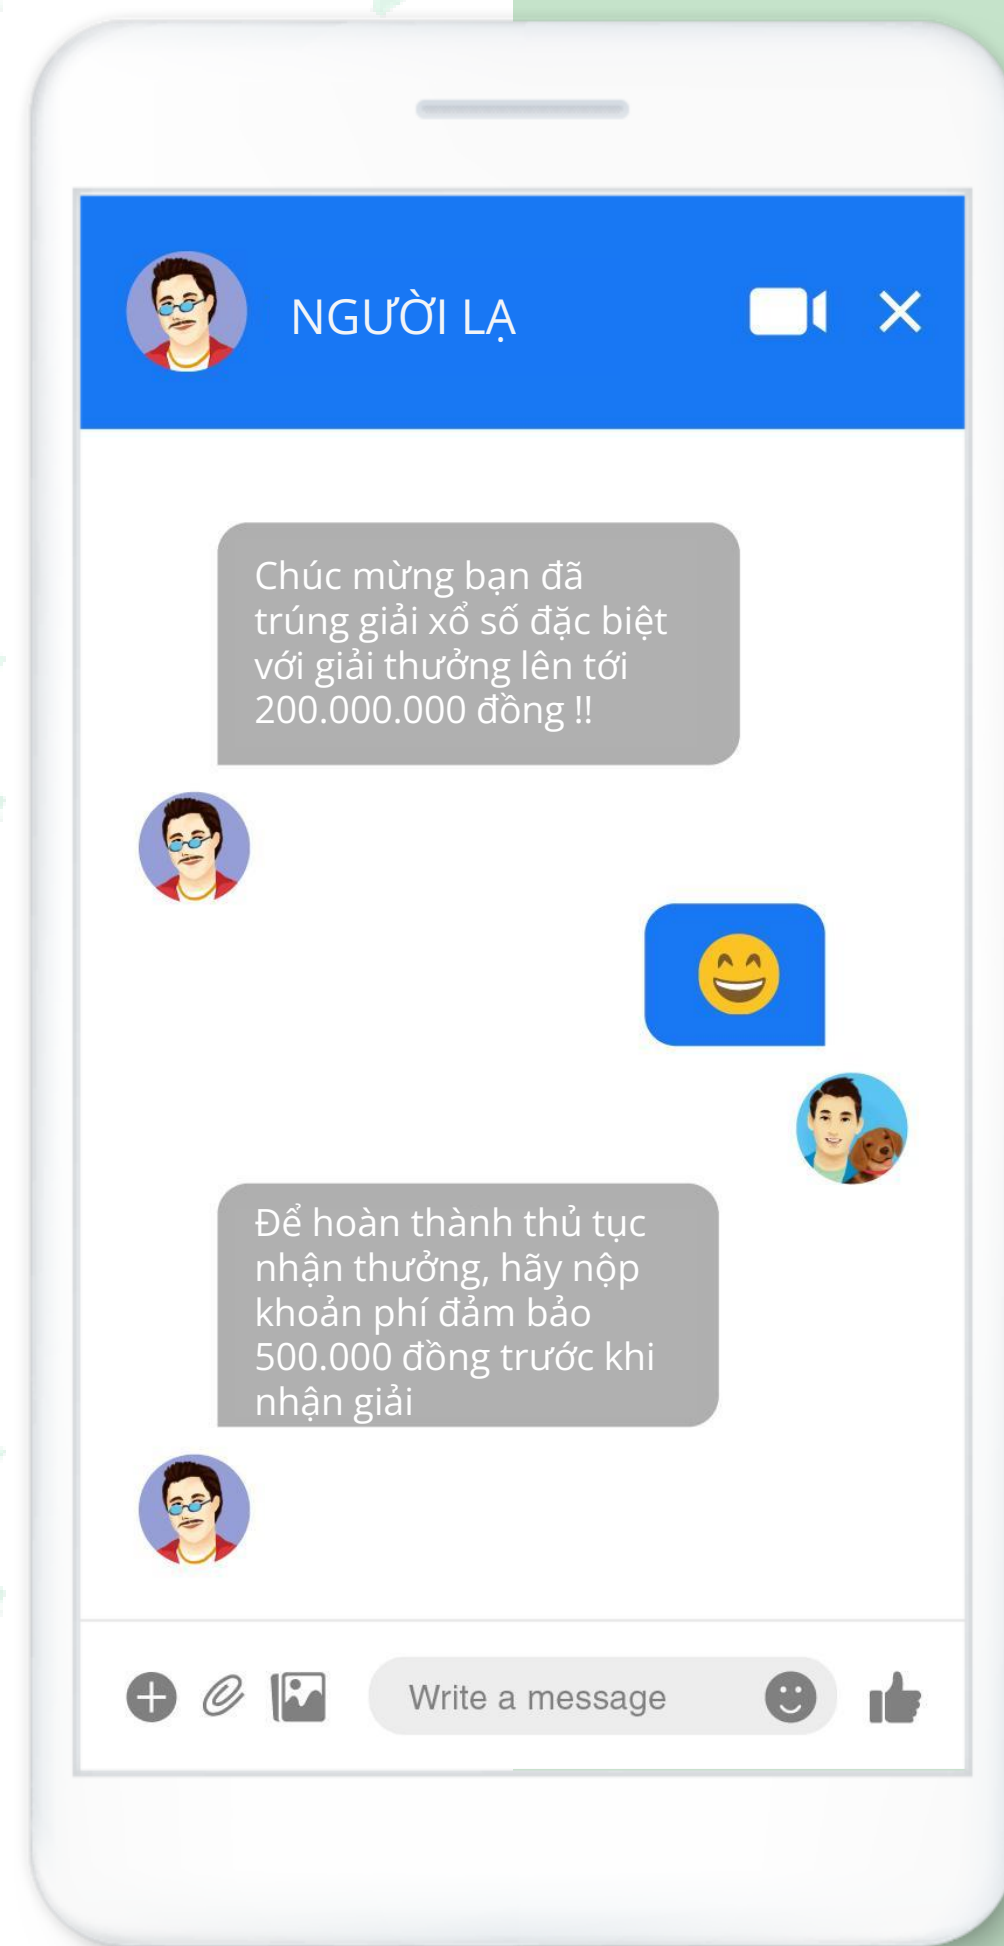 NGƯỜI LẠ
Chúc mừng bạn đã
trúng giải xổ số đặc biệt
với giải thưởng lên tới
200.000.000 đồng !!
Để hoàn thành thủ tục
nhận thưởng, hãy nộp
khoản phí đảm bảo
500.000 đồng trước khi
nhận giải
Write a message